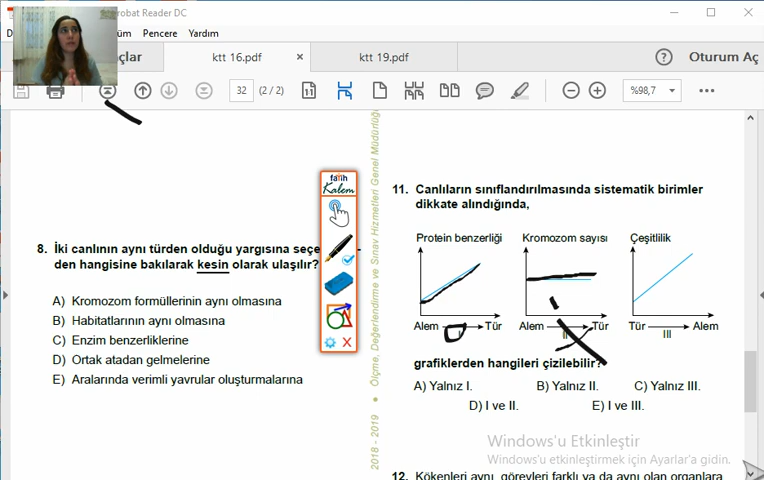 robat Reader DC
üm Pencere Yardım
çlar ktt 16.pdf × ktt 19.pdf ? Oturum Aç
32 (2 / 2) %98,7
8. İki canlının aynı türden olduğu yargısına seçe
den hangisine bakılarak kesin olarak ulaşılır?
A) Kromozom formüllerinin aynı olmasına
B) Habitatlarının aynı olmasına
C) Enzim benzerliklerine
D) Ortak atadan gelmelerine
E) Aralarında verimli yavrular oluşturmalarına
fatih
Kalem
2018 - 2019 ● Ölçme, Değerlendirme ve Sınav Hizmetleri Genel Müdürlüğü
11. Canlıların sınıflandırılmasında sistematik birimler
dikkate alındığında,
Protein benzerliği Kromozom sayısı Çeşitlilik
Alem Tür Alem Tür Tür Alem
II III
grafiklerden hangileri çizilebilir?
A) Yalnız I. B) Yalnız II. C) Yalnız III.
D) I ve II. E) I ve III.
Windows'u Etkinleştir
Windows'u etkinleştirmek için Ayarlar'a gidin.
12. Kökenleri aynı, görevleri farklı ya da aynı olan organlara